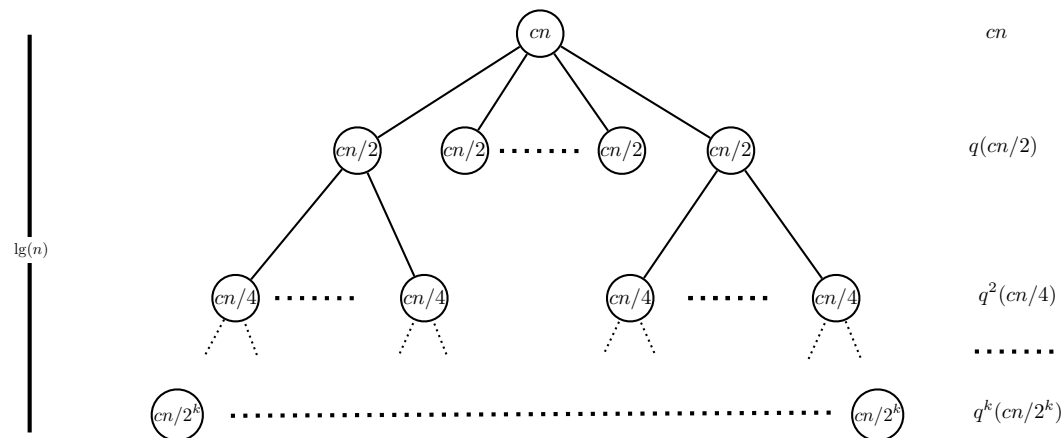 cn cn
cn/2 cn/2 cn/2 cn/2 q(cn/2)
lg(n)
cn/4 cn/4 cn/4 cn/4 q^2(cn/4)
cn/2^k cn/2^k q^k(cn/2^k)